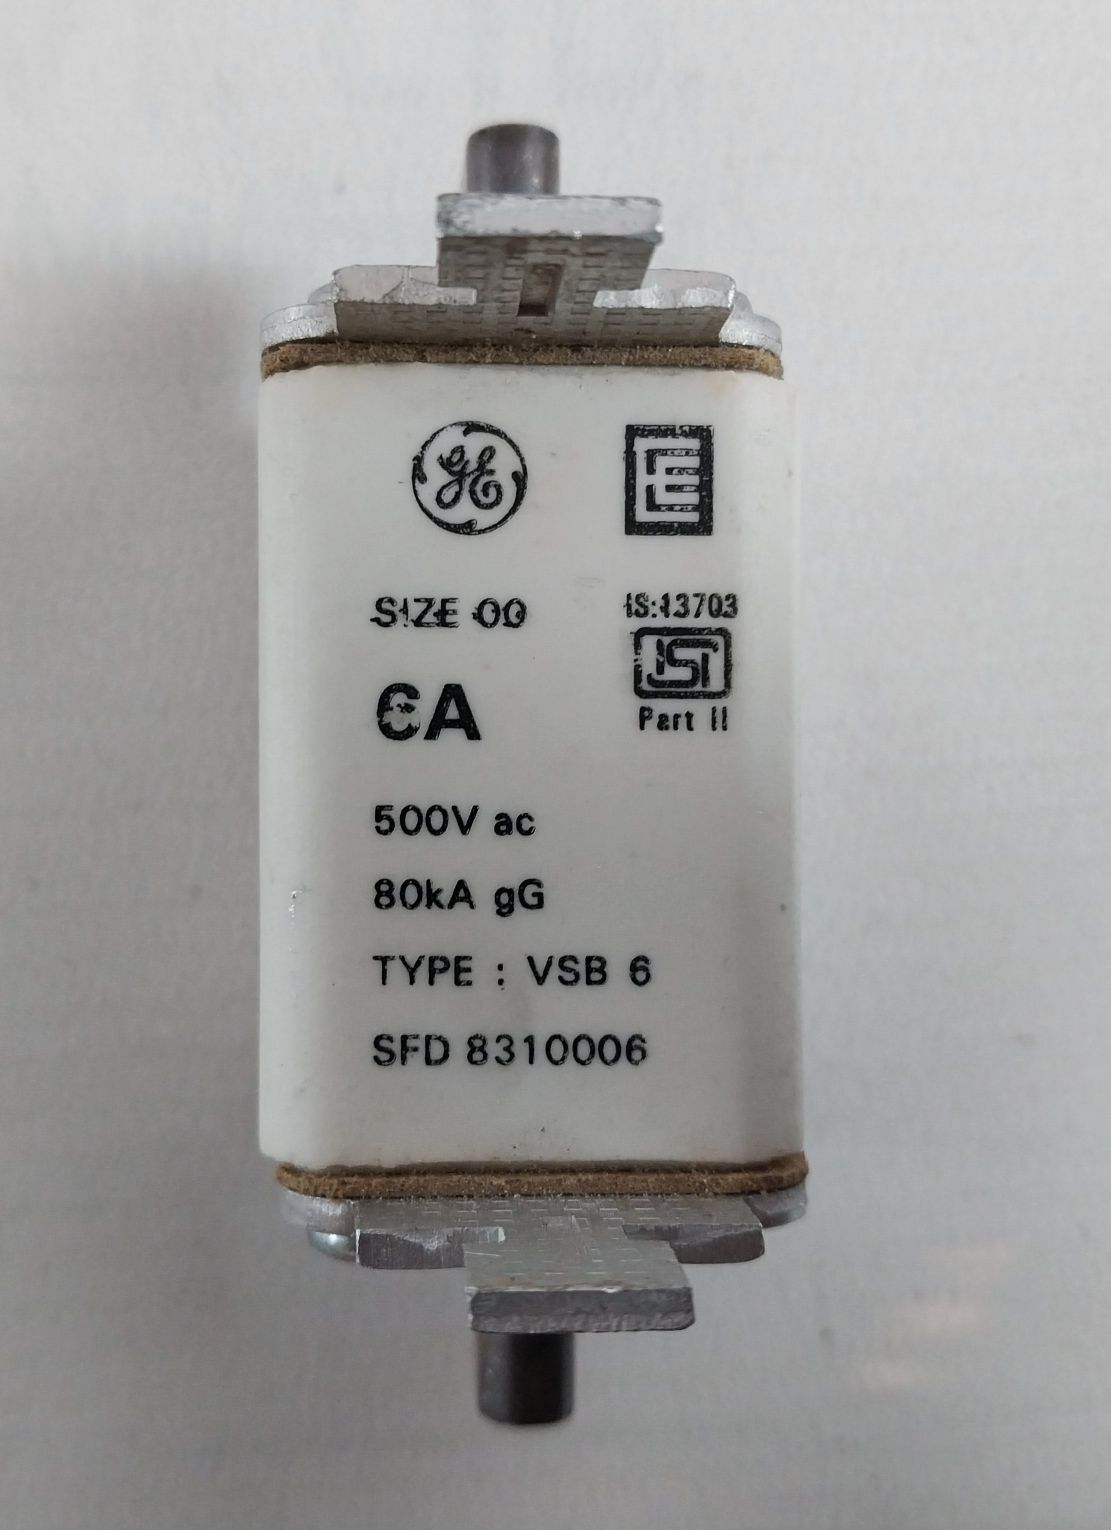 GE
SIZE 00
IS:13703
ISI
6A
Part II
500V ac
80kA gG
TYPE : VSB 6
SFD 8310006